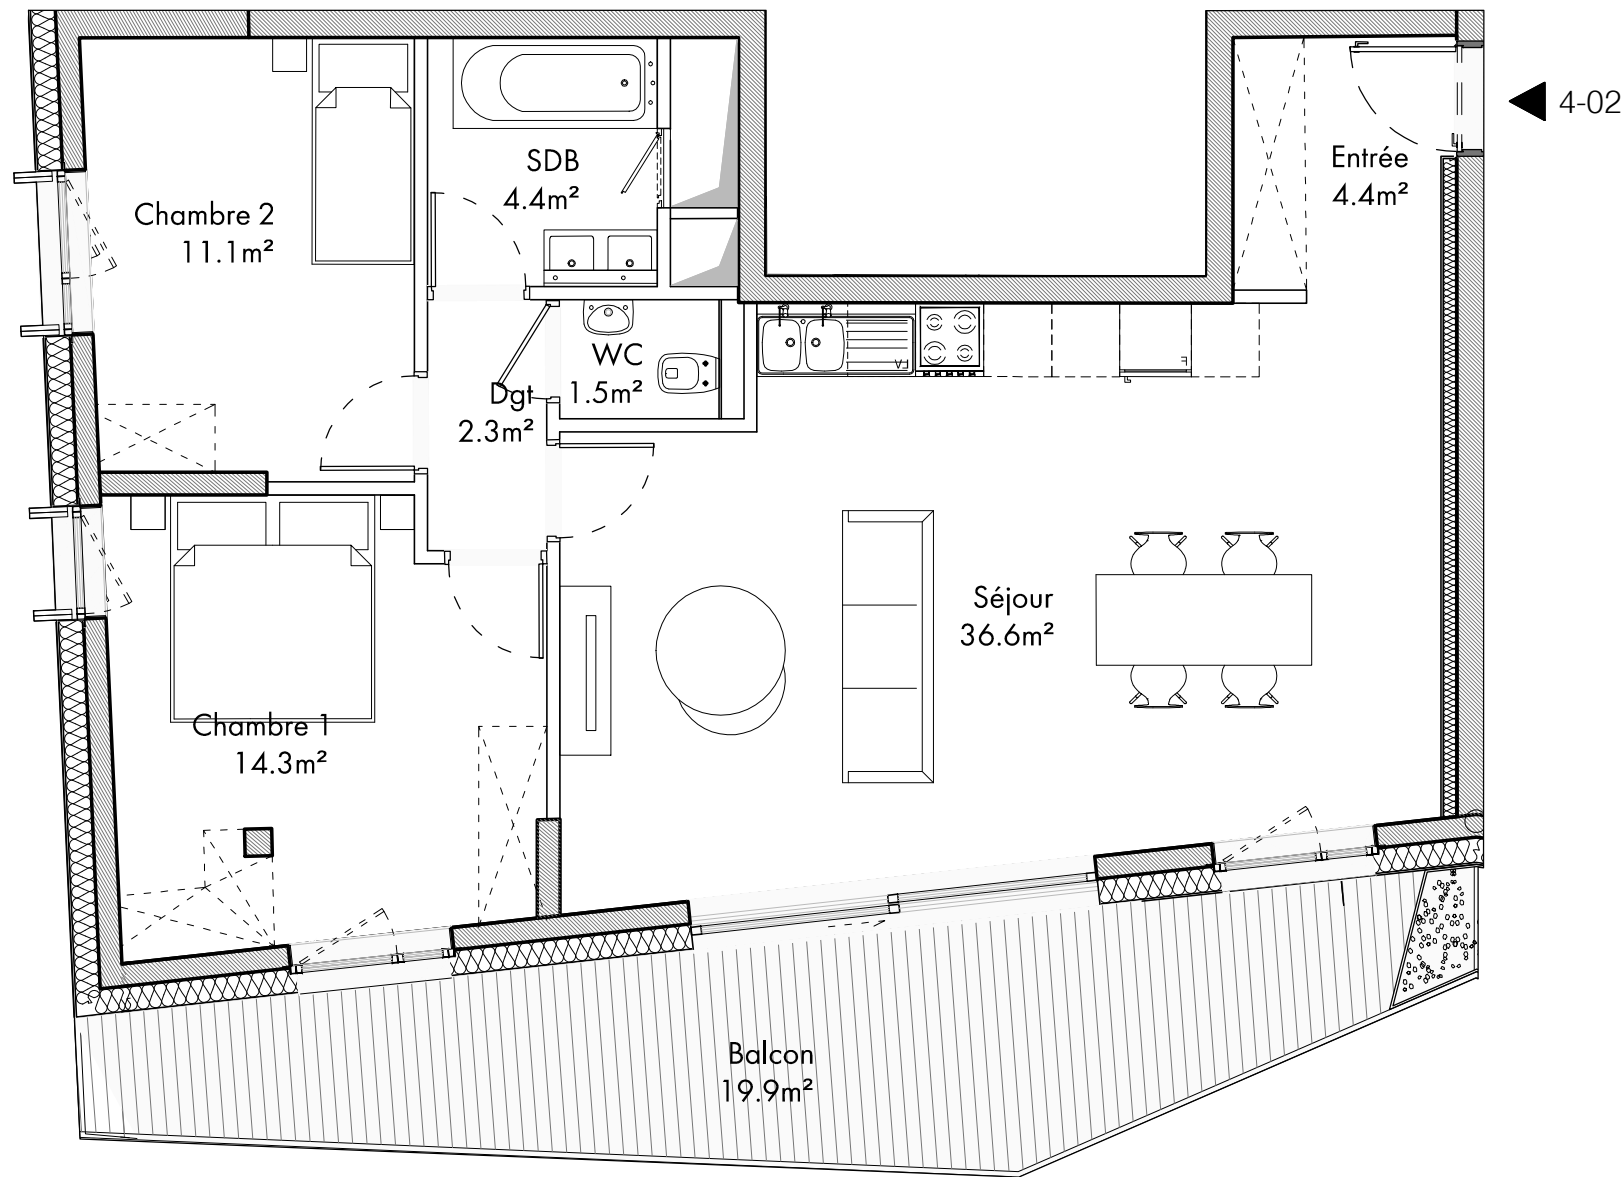 4-02
SDB
4.4m²
Entrée
4.4m²
Chambre 2
11.1m²
WC
1.5m²
Dgt
2.3m²
Séjour
36.6m²
Chambre 1
14.3m²
Balcon
19.9m²